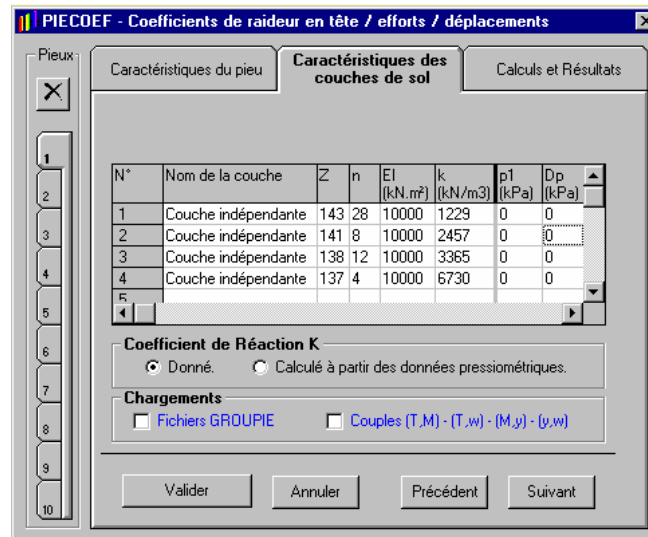 PIECOEF - Coefficients de raideur en tête / efforts / déplacements
Pieux
Caractéristiques du pieu
Caractéristiques des couches de sol
Calculs et Résultats
1
2
3
4
5
6
7
8
9
10
N° Nom de la couche Z n EI (kN.m²) k (kN/m3) p1 (kPa) Dp (kPa)
1 Couche indépendante 143 28 10000 1229 0 0
2 Couche indépendante 141 8 10000 2457 0 0
3 Couche indépendante 138 12 10000 3365 0 0
4 Couche indépendante 137 4 10000 6730 0 0
5
Coefficient de Réaction K
Donné. Calculé à partir des données pressiométriques.
Chargements
Fichiers GROUPIE Couples (T,M) - (T,w) - (M,y) - (y,w)
Valider Annuler Précédent Suivant